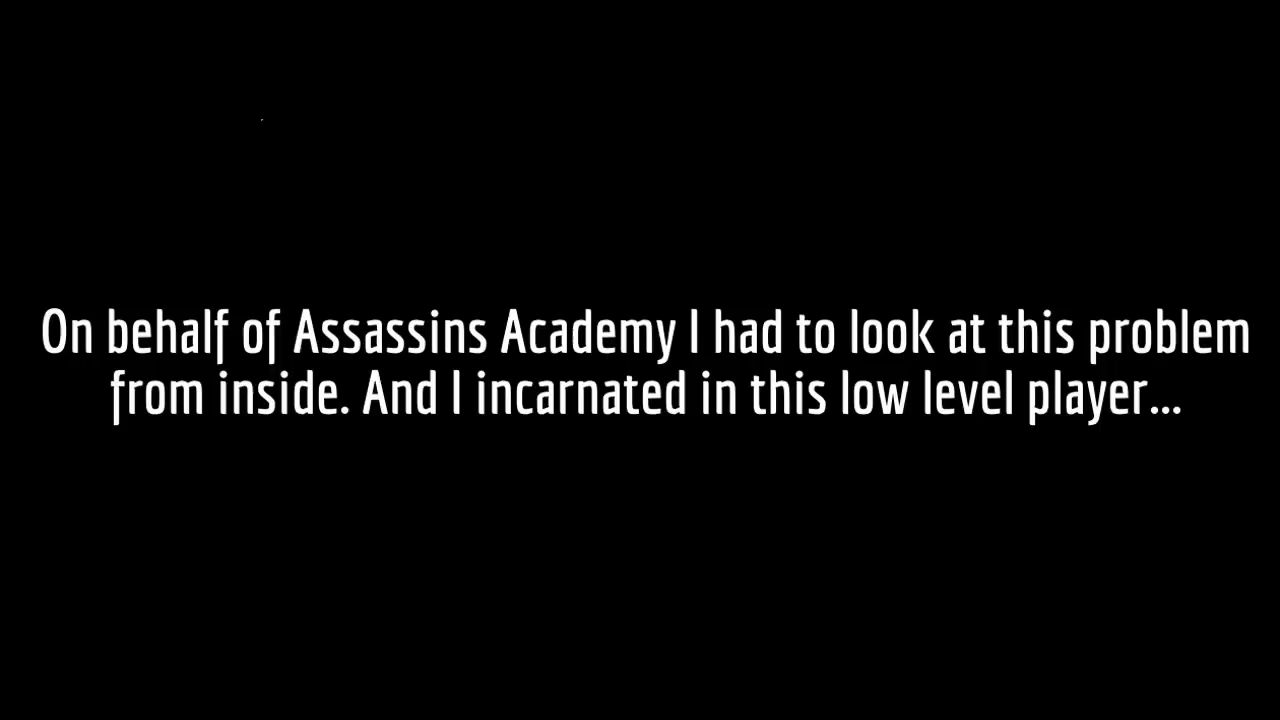 On behalf of Assassins Academy I had to look at this problem
from inside. And I incarnated in this low level player...